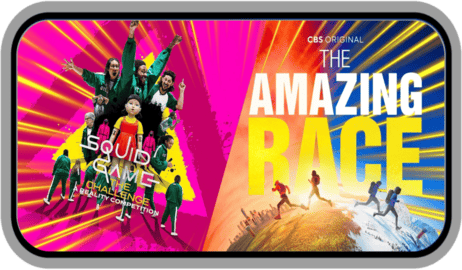 SQUID
GAME
THE
CHALLENGE
A REALITY COMPETITION
CBS ORIGINAL
THE
AMAZING
RACE